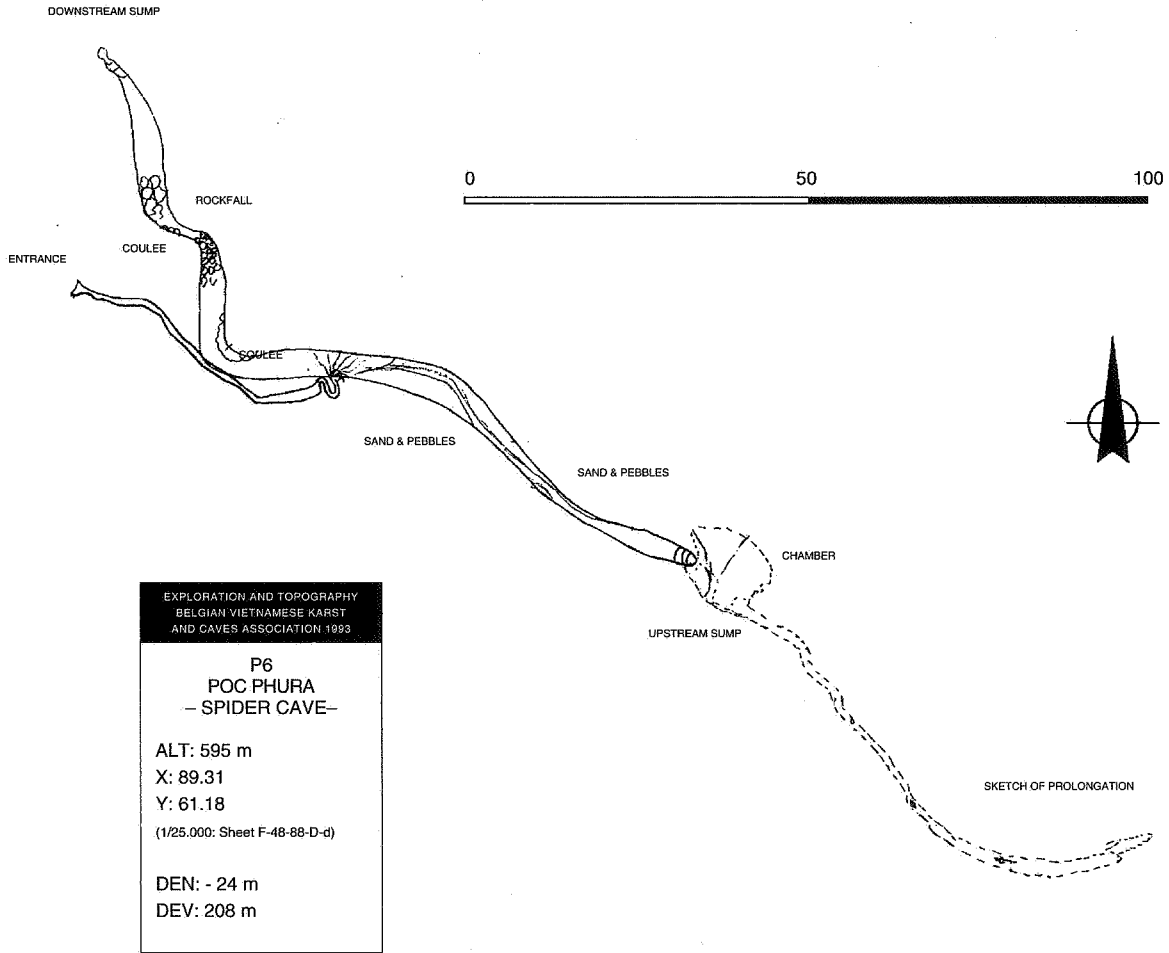 DOWNSTREAM SUMP
0 50 100
ROCKFALL
COULEE
ENTRANCE
COULEE
SAND & PEBBLES
SAND & PEBBLES
CHAMBER
UPSTREAM SUMP
SKETCH OF PROLONGATION
EXPLORATION AND TOPOGRAPHY
BELGIAN VIETNAMESE KARST
AND CAVES ASSOCIATION 1993
P6
POC PHURA
– SPIDER CAVE–
ALT: 595 m
X: 89.31
Y: 61.18
(1/25.000: Sheet F-48-88-D-d)
DEN: - 24 m
DEV: 208 m